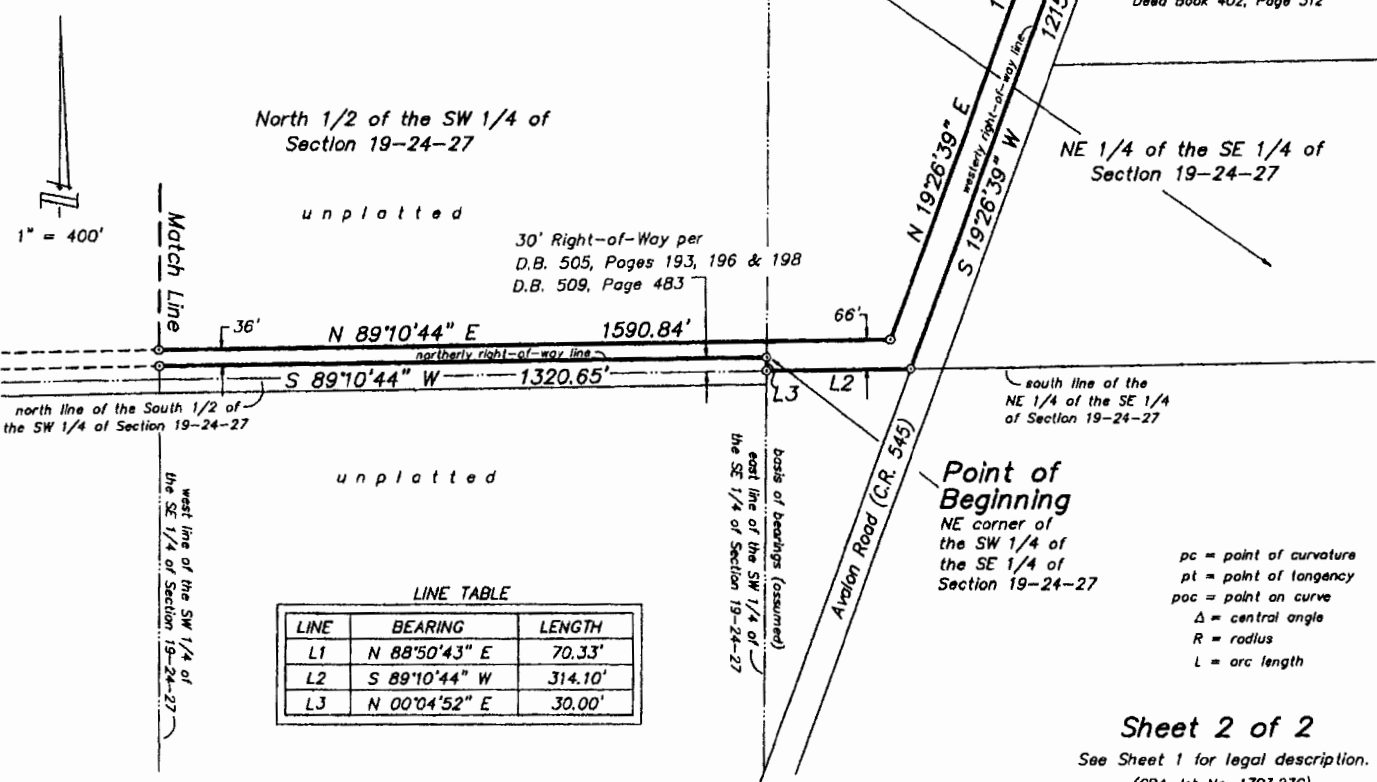 Deed Book 402, Page 312
1215
westerly right-of-way line
N 19°26'39" E
S 19°26'39" W
North 1/2 of the SW 1/4 of
Section 19-24-27
NE 1/4 of the SE 1/4 of
Section 19-24-27
unplatted
1" = 400'
Match Line
30' Right-of-Way per
D.B. 505, Pages 193, 196 & 198
D.B. 509, Page 483
36'
N 89°10'44" E 1590.84'
66'
northerly right-of-way line
S 89°10'44" W 1320.65'
L3
L2
north line of the South 1/2 of
the SW 1/4 of Section 19-24-27
south line of the
NE 1/4 of the SE 1/4
of Section 19-24-27
unplatted
west line of the SW 1/4 of
the SE 1/4 of Section 19-24-27
basis of bearings (assumed)
east line of the SW 1/4 of
the SE 1/4 of Section 19-24-27
Avalon Road (C.R. 545)
Point of
Beginning
NE corner of
the SW 1/4 of
the SE 1/4 of
Section 19-24-27
pc = point of curvature
pt = point of tangency
poc = point on curve
Δ = central angle
R = radius
L = arc length
LINE TABLE
LINE BEARING LENGTH
L1 N 88°50'43" E 70.33'
L2 S 89°10'44" W 314.10'
L3 N 00°04'52" E 30.00'
Sheet 2 of 2
See Sheet 1 for legal description.